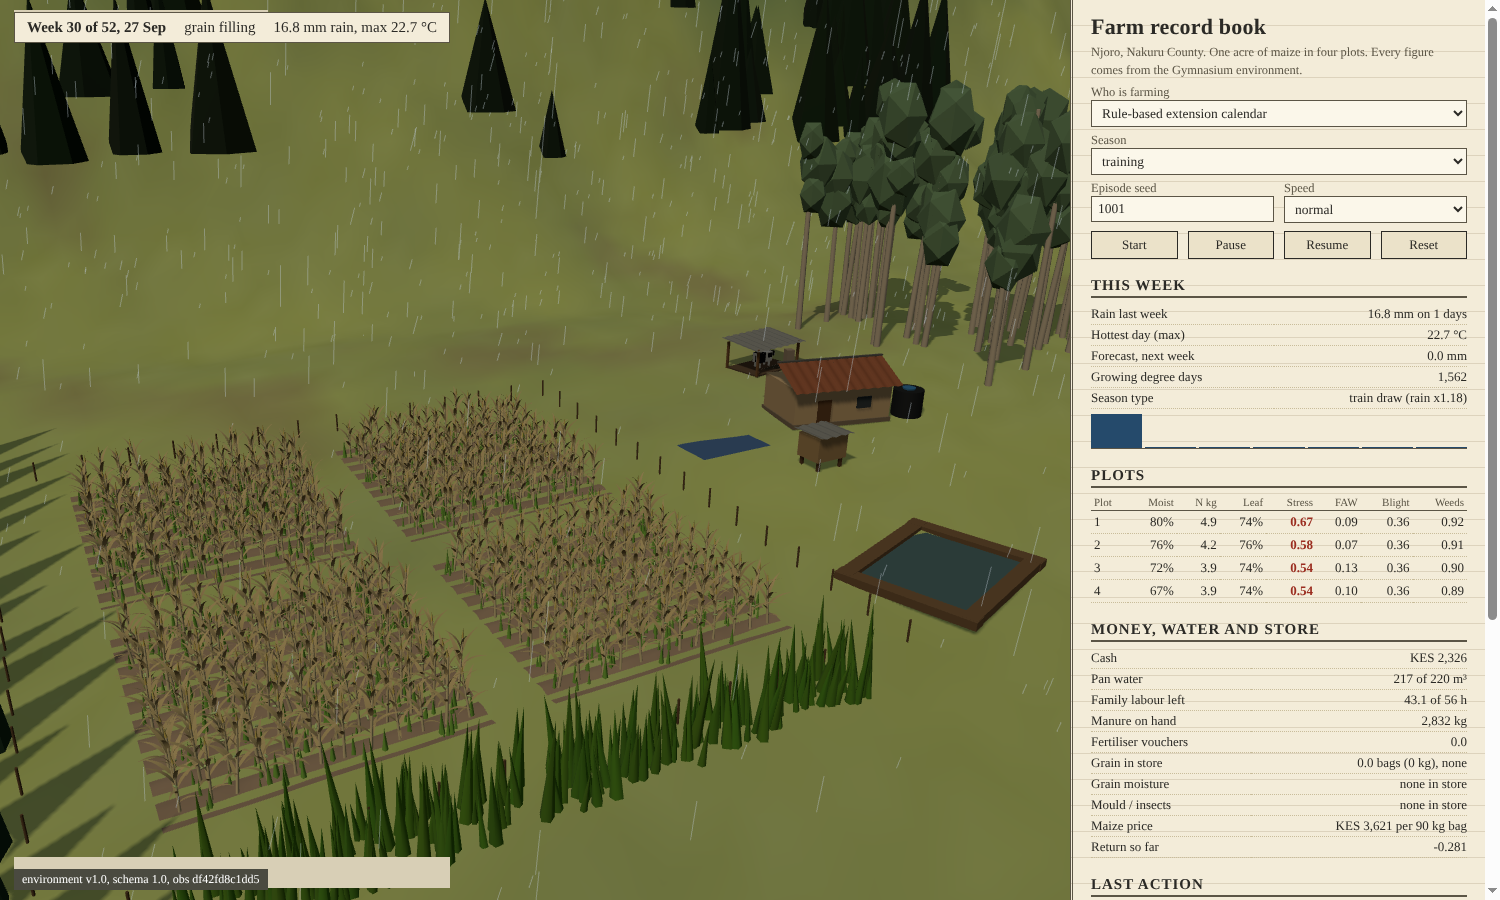 Week 30 of 52, 27 Sep grain filling 16.8 mm rain, max 22.7 °C
environment v1.0, schema 1.0, obs df42fd8c1dd5
Farm record book
Njoro, Nakuru County. One acre of maize in four plots. Every figure
comes from the Gymnasium environment.
Who is farming
Rule-based extension calendar
Season
training
Episode seed Speed
1001 normal
Start Pause Resume Reset
THIS WEEK
Rain last week 16.8 mm on 1 days
Hottest day (max) 22.7 °C
Forecast, next week 0.0 mm
Growing degree days 1,562
Season type train draw (rain x1.18)
PLOTS
Plot Moist N kg Leaf Stress FAW Blight Weeds
1 80% 4.9 74% 0.67 0.09 0.36 0.92
2 76% 4.2 76% 0.58 0.07 0.36 0.91
3 72% 3.9 74% 0.54 0.13 0.36 0.90
4 67% 3.9 74% 0.54 0.10 0.36 0.89
MONEY, WATER AND STORE
Cash KES 2,326
Pan water 217 of 220 m³
Family labour left 43.1 of 56 h
Manure on hand 2,832 kg
Fertiliser vouchers 0.0
Grain in store 0.0 bags (0 kg), none
Grain moisture none in store
Mould / insects none in store
Maize price KES 3,621 per 90 kg bag
Return so far -0.281
LAST ACTION